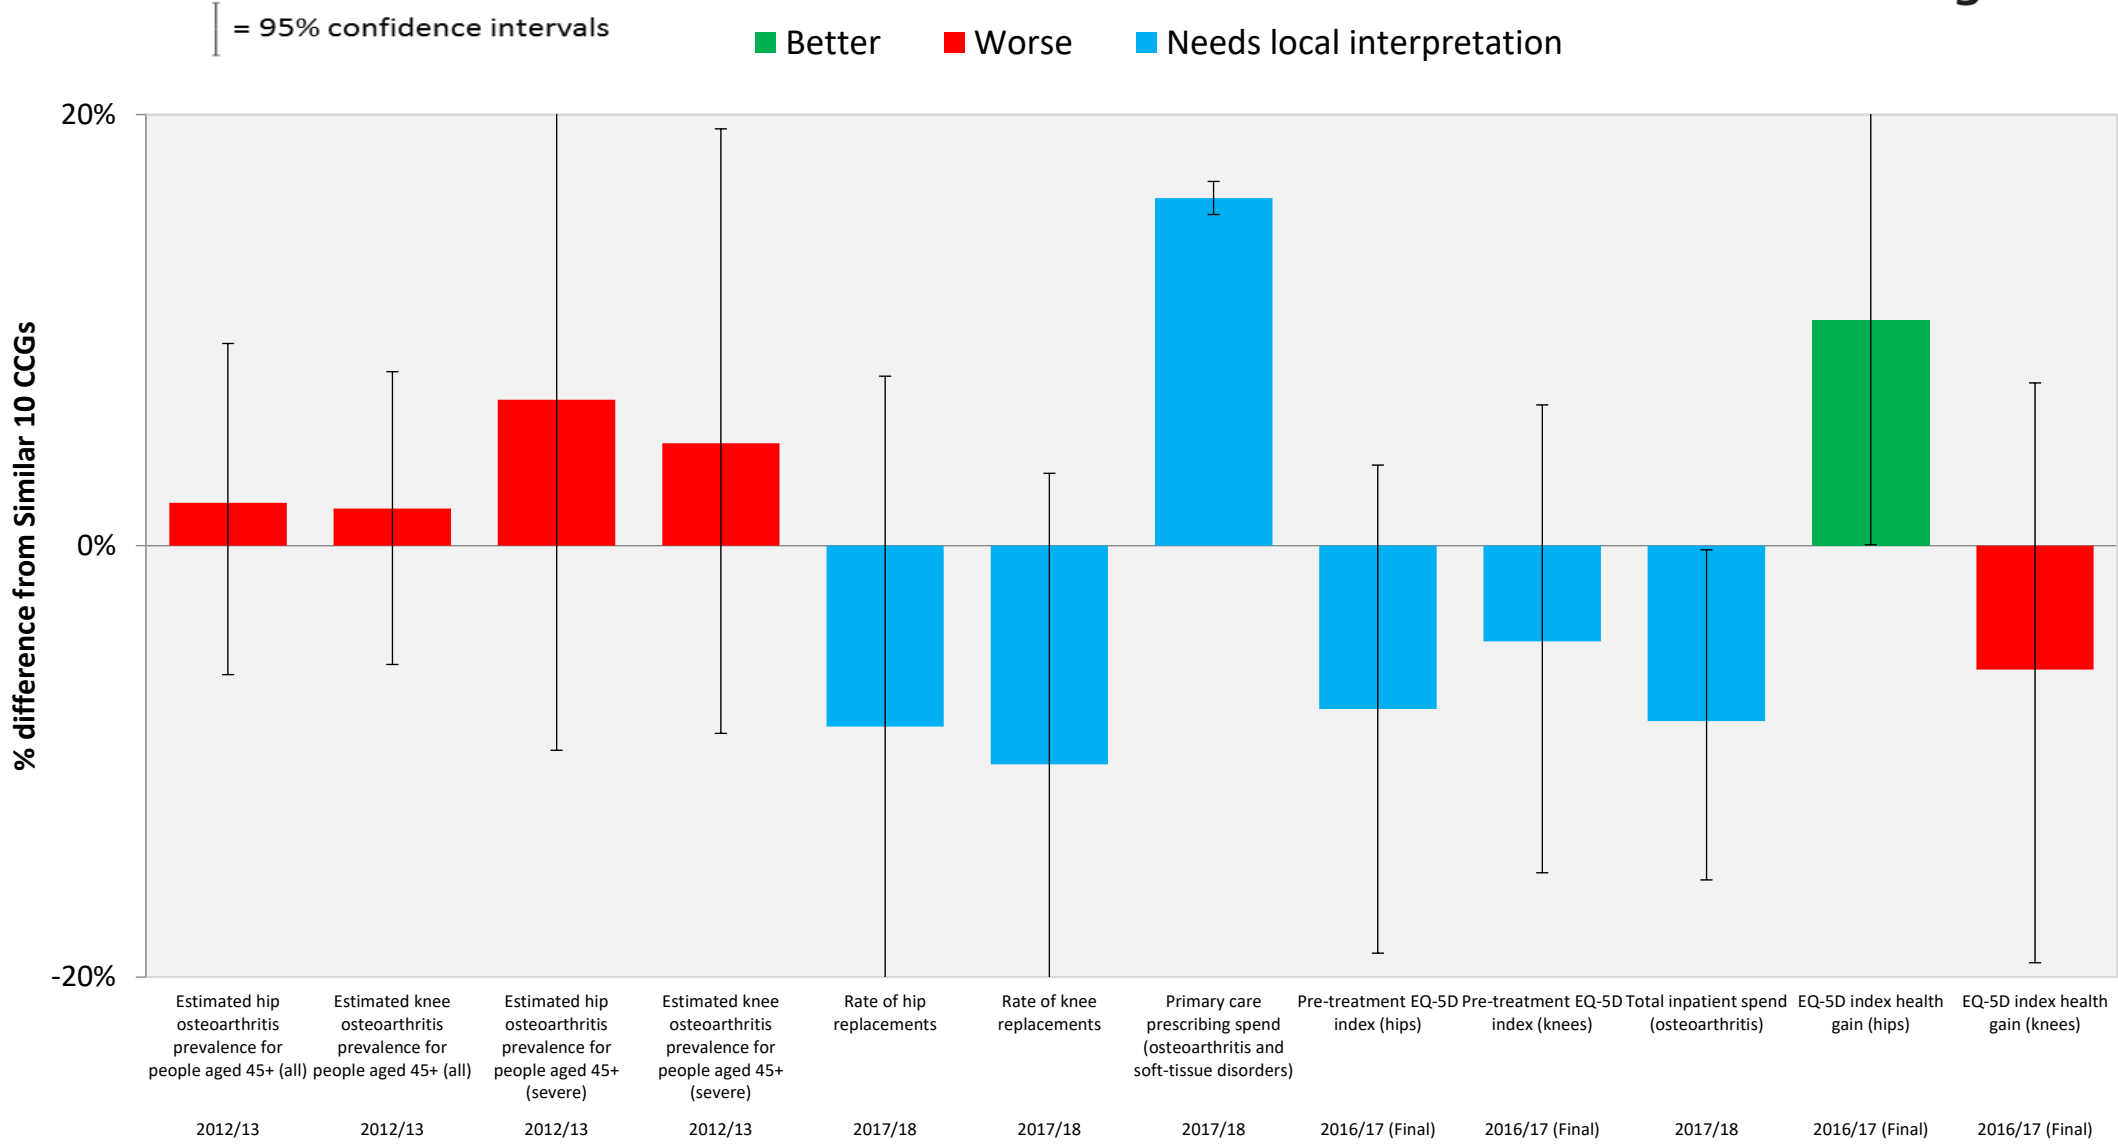 = 95% confidence intervals
Better
Worse
Needs local interpretation
% difference from Similar 10 CCGs
20%
0%
-20%
Estimated hip
osteoarthritis
prevalence for
people aged 45+ (all)
2012/13
Estimated knee
osteoarthritis
prevalence for
people aged 45+ (all)
2012/13
Estimated hip
osteoarthritis
prevalence for
people aged 45+
(severe)
2012/13
Estimated knee
osteoarthritis
prevalence for
people aged 45+
(severe)
2012/13
Rate of hip
replacements
2017/18
Rate of knee
replacements
2017/18
Primary care
prescribing spend
(osteoarthritis and
soft-tissue disorders)
2017/18
Pre-treatment EQ-5D
index (hips)
2016/17 (Final)
Pre-treatment EQ-5D
index (knees)
2016/17 (Final)
Total inpatient spend
(osteoarthritis)
2017/18
EQ-5D index health
gain (hips)
2016/17 (Final)
EQ-5D index health
gain (knees)
2016/17 (Final)